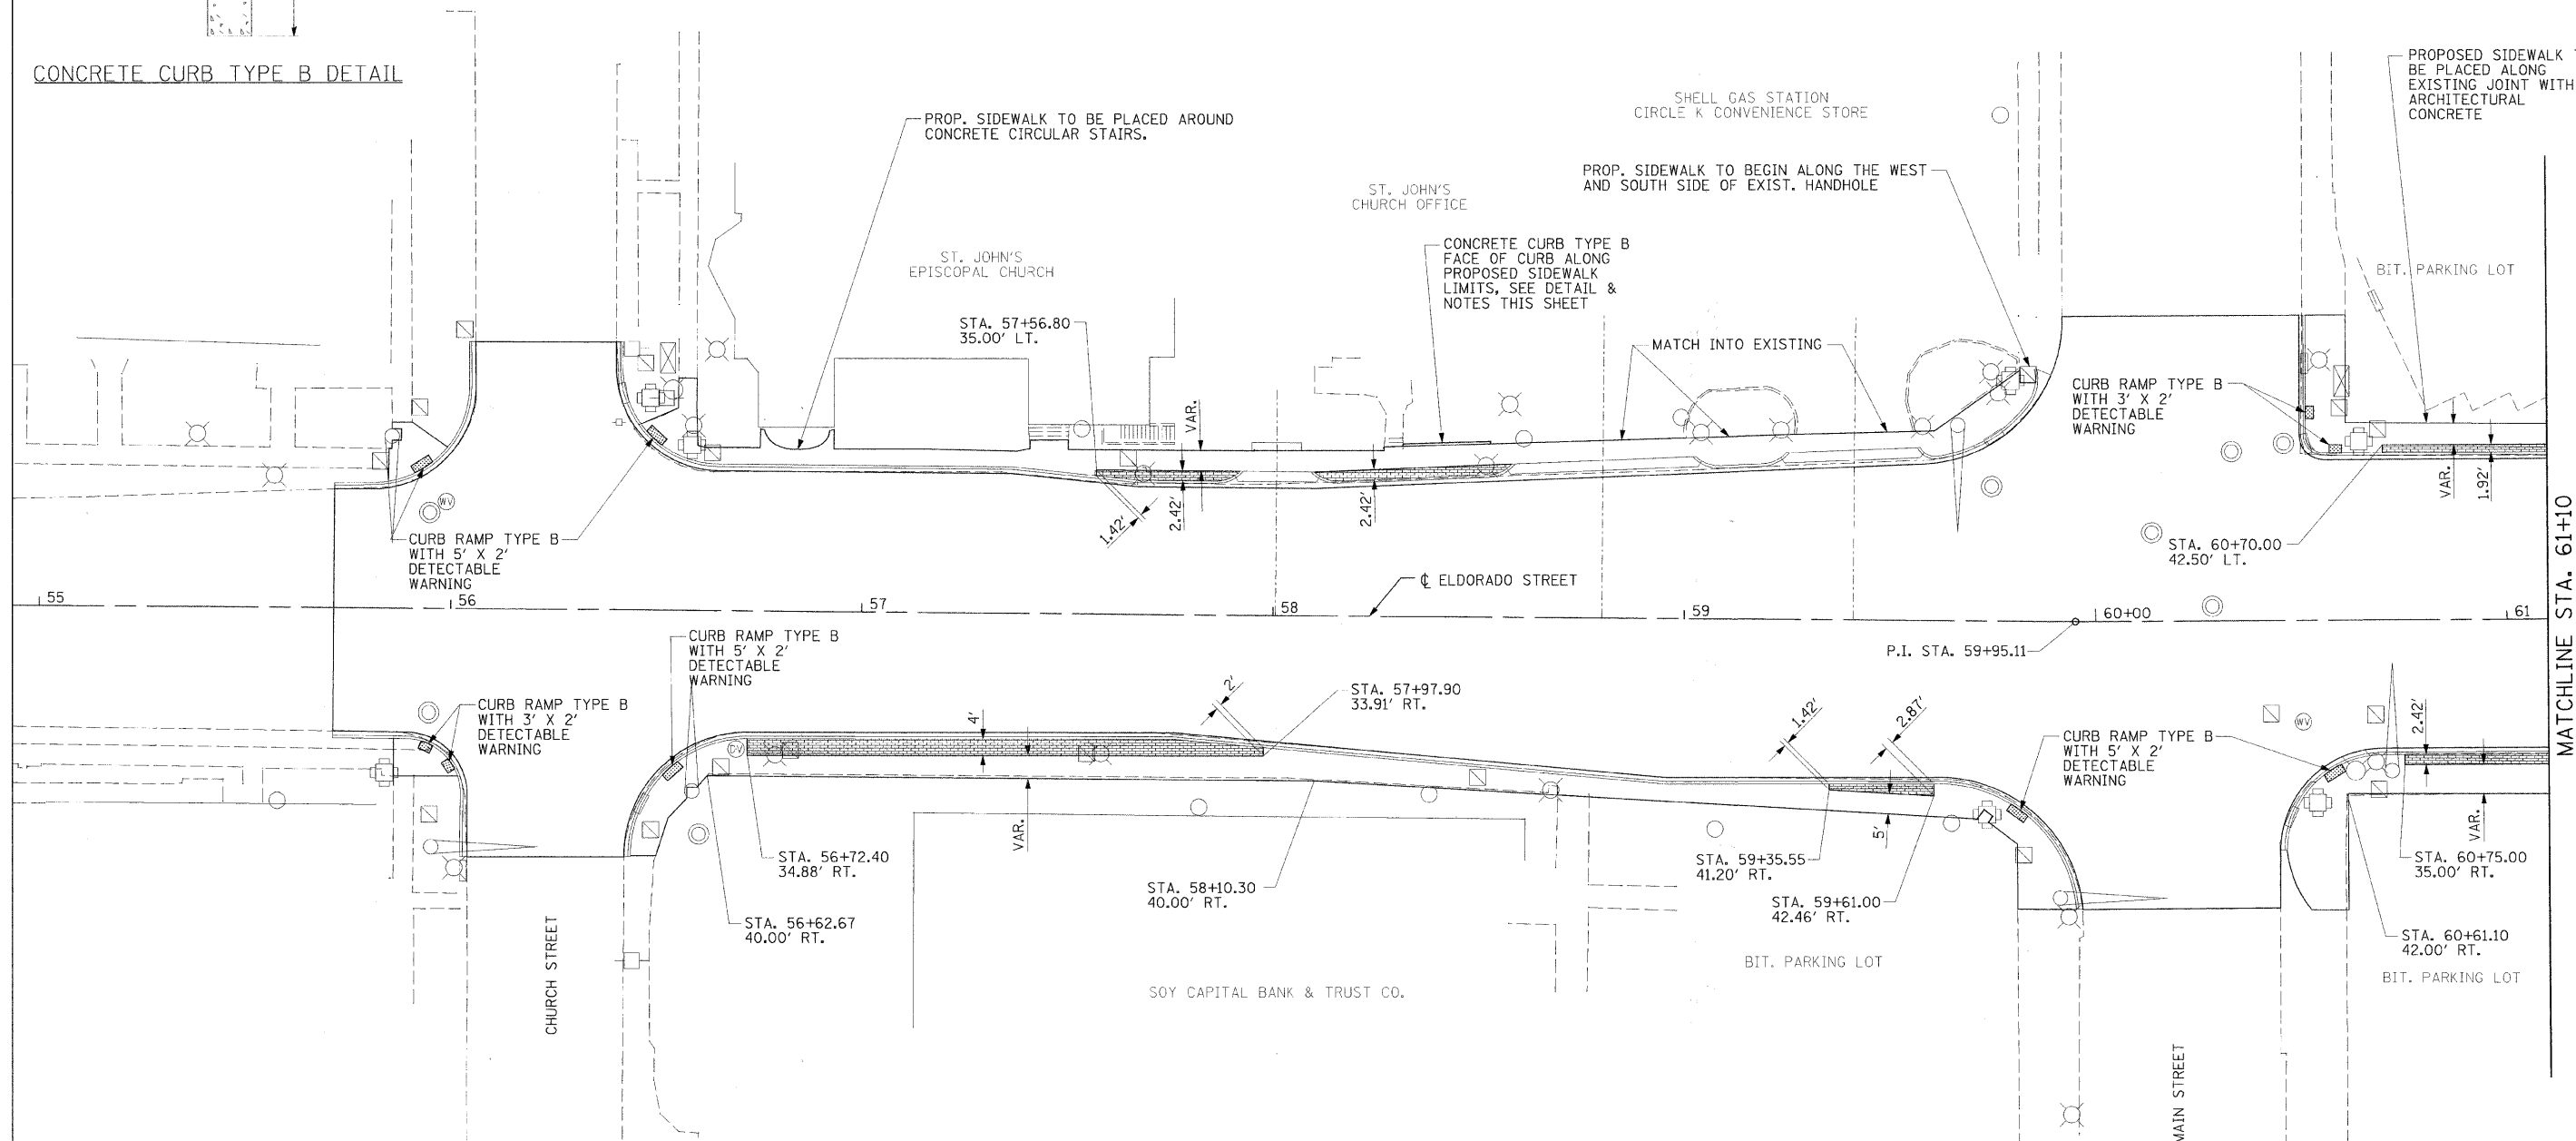 CONCRETE CURB TYPE B DETAIL
PROPOSED SIDEWALK
BE PLACED ALONG
EXISTING JOINT WITH
ARCHITECTURAL
CONCRETE
SHELL GAS STATION
CIRCLE K CONVENIENCE STORE
PROP. SIDEWALK TO BE PLACED AROUND
CONCRETE CIRCULAR STAIRS.
PROP. SIDEWALK TO BEGIN ALONG THE WEST
AND SOUTH SIDE OF EXIST. HANDHOLE
ST. JOHN'S
CHURCH OFFICE
ST. JOHN'S
EPISCOPAL CHURCH
CONCRETE CURB TYPE B
FACE OF CURB ALONG
PROPOSED SIDEWALK
LIMITS, SEE DETAIL &
NOTES THIS SHEET
BIT. PARKING LOT
STA. 57+56.80
35.00' LT.
MATCH INTO EXISTING
CURB RAMP TYPE B
WITH 3' X 2'
DETECTABLE
WARNING
VAR.
1.42'
2.42'
2.42'
VAR.
1.92'
WV
CURB RAMP TYPE B
WITH 5' X 2'
DETECTABLE
WARNING
STA. 60+70.00
42.50' LT.
MATCHLINE STA. 61+10
℄ ELDORADO STREET
55
56
57
58
59
60+00
61
P.I. STA. 59+95.11
CURB RAMP TYPE B
WITH 5' X 2'
DETECTABLE
WARNING
CURB RAMP TYPE B
WITH 3' X 2'
DETECTABLE
WARNING
4'
2'
STA. 57+97.90
33.91' RT.
1.42'
2.87'
CURB RAMP TYPE B
WITH 5' X 2'
DETECTABLE
WARNING
WV
2.42'
DV
VAR.
5'
VAR.
STA. 56+72.40
34.88' RT.
STA. 58+10.30
40.00' RT.
STA. 59+35.55
41.20' RT.
STA. 59+61.00
42.46' RT.
STA. 60+75.00
35.00' RT.
STA. 56+62.67
40.00' RT.
STA. 60+61.10
42.00' RT.
CHURCH STREET
SOY CAPITAL BANK & TRUST CO.
BIT. PARKING LOT
BIT. PARKING LOT
MAIN STREET